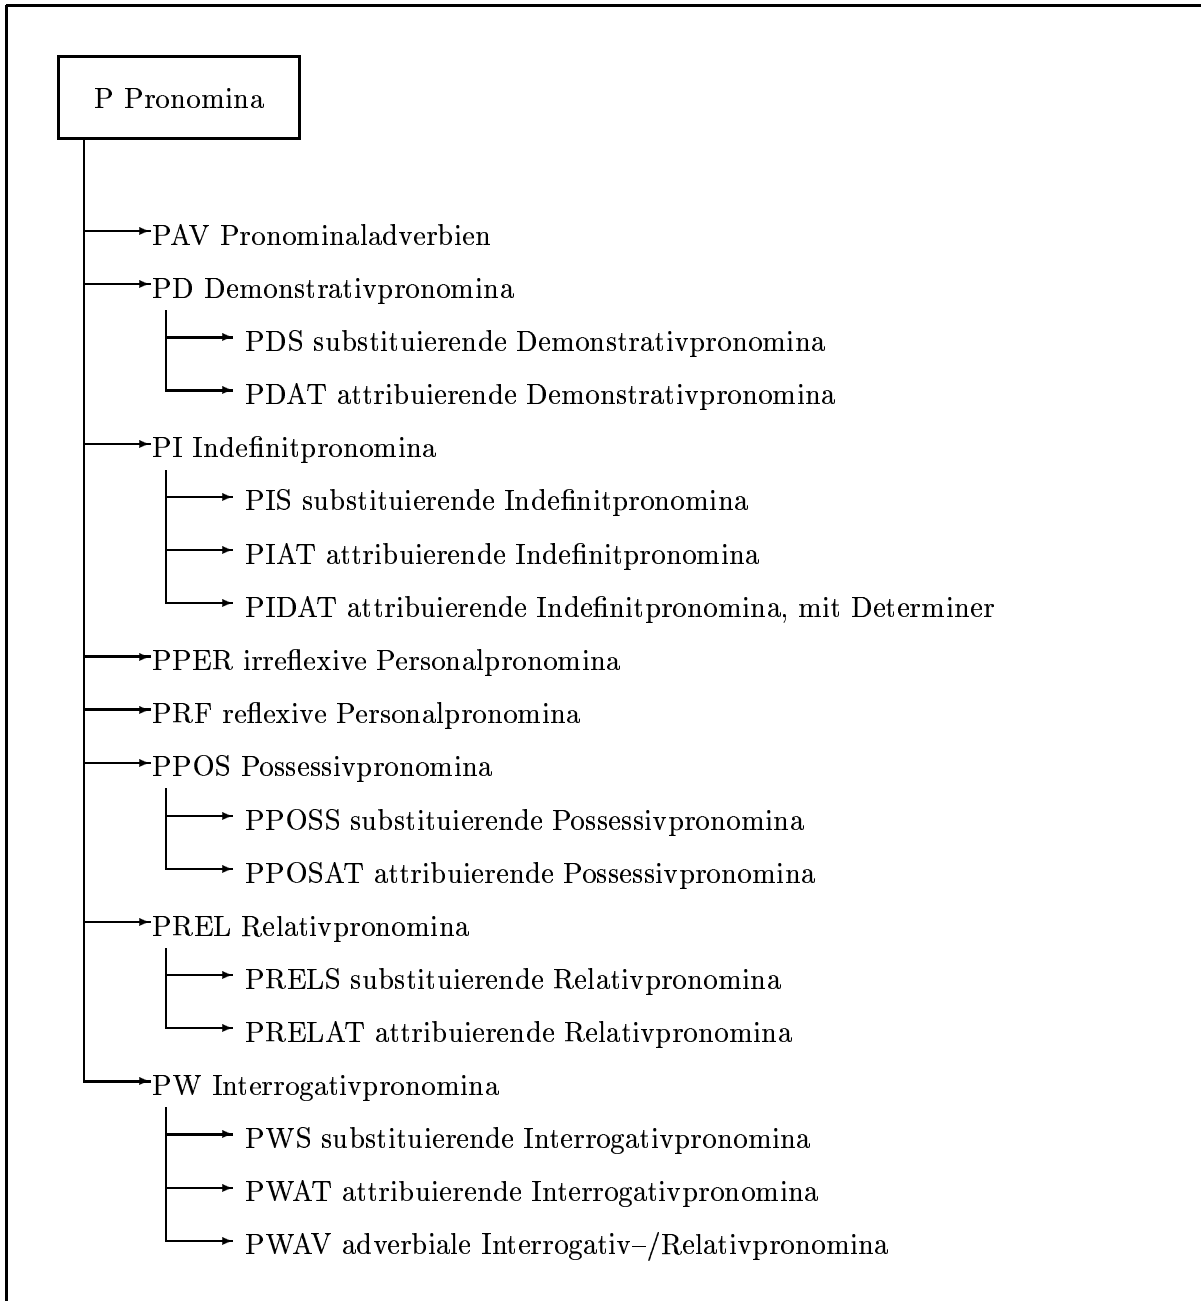 P Pronomina
PAV Pronominaladverbien
PD Demonstrativpronomina
PDS substituierende Demonstrativpronomina
PDAT attribuierende Demonstrativpronomina
PI Indefinitpronomina
PIS substituierende Indefinitpronomina
PIAT attribuierende Indefinitpronomina
PIDAT attribuierende Indefinitpronomina, mit Determiner
PPER irreflexive Personalpronomina
PRF reflexive Personalpronomina
PPOS Possessivpronomina
PPOSS substituierende Possessivpronomina
PPOSAT attribuierende Possessivpronomina
PREL Relativpronomina
PRELS substituierende Relativpronomina
PRELAT attribuierende Relativpronomina
PW Interrogativpronomina
PWS substituierende Interrogativpronomina
PWAT attribuierende Interrogativpronomina
PWAV adverbiale Interrogativ–/Relativpronomina